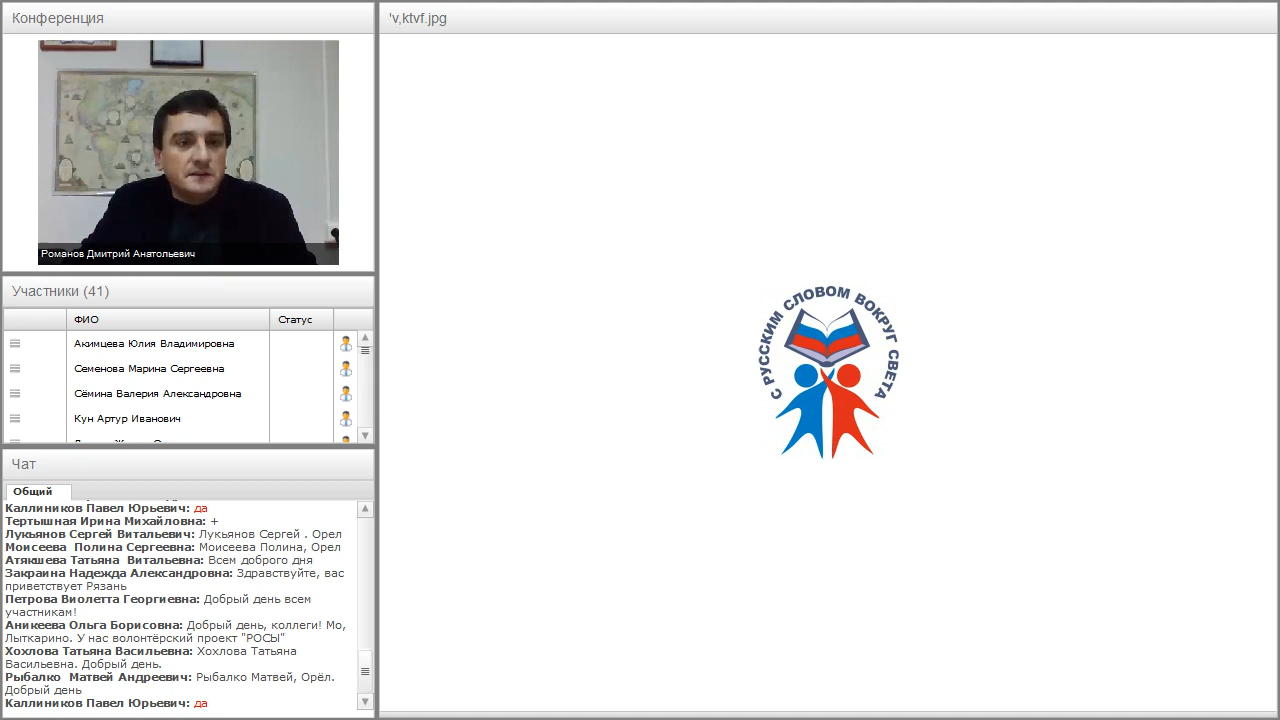 Конференция
Романов Дмитрий Анатольевич
Участники (41)
ФИО Статус
Акимцева Юлия Владимировна
Семенова Марина Сергеевна
Сёмина Валерия Александровна
Кун Артур Иванович
Чат
Общий
Каллиников Павел Юрьевич: да
Тертышная Ирина Михайловна: +
Лукьянов Сергей Витальевич: Лукьянов Сергей . Орел
Моисеева Полина Сергеевна: Моисеева Полина, Орел
Атякшева Татьяна Витальевна: Всем доброго дня
Закраина Надежда Александровна: Здравствуйте, вас
приветствует Рязань
Петрова Виолетта Георгиевна: Добрый день всем
участникам!
Аникеева Ольга Борисовна: Добрый день, коллеги! Мо,
Лыткарино. У нас волонтёрский проект "РОСЫ"
Хохлова Татьяна Васильевна: Хохлова Татьяна
Васильевна. Добрый день.
Рыбалко Матвей Андреевич: Рыбалко Матвей, Орёл.
Добрый день
Каллиников Павел Юрьевич: да
'v,ktvf.jpg
С РУССКИМ СЛОВОМ ВОКРУГ СВЕТА